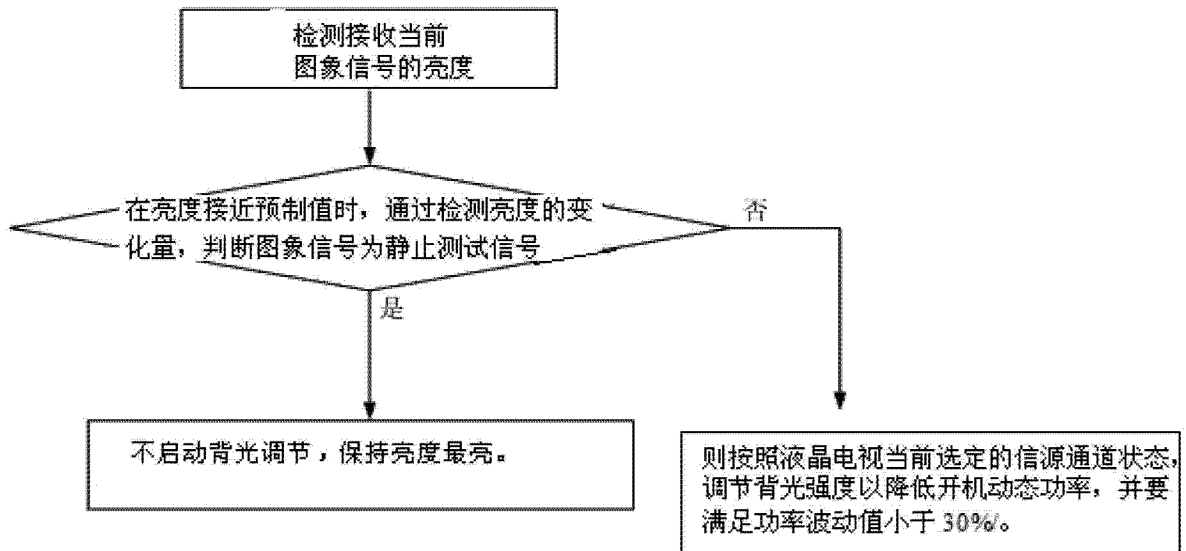 检测接收当前
图象信号的亮度
在亮度接近预制值时，通过检测亮度的变
化量，判断图象信号为静止测试信号
否
是
不启动背光调节，保持亮度最亮。
则按照液晶电视当前选定的信源通道状态，
调节背光强度以降低开机动态功率，并要
满足功率波动值小于 30%/。